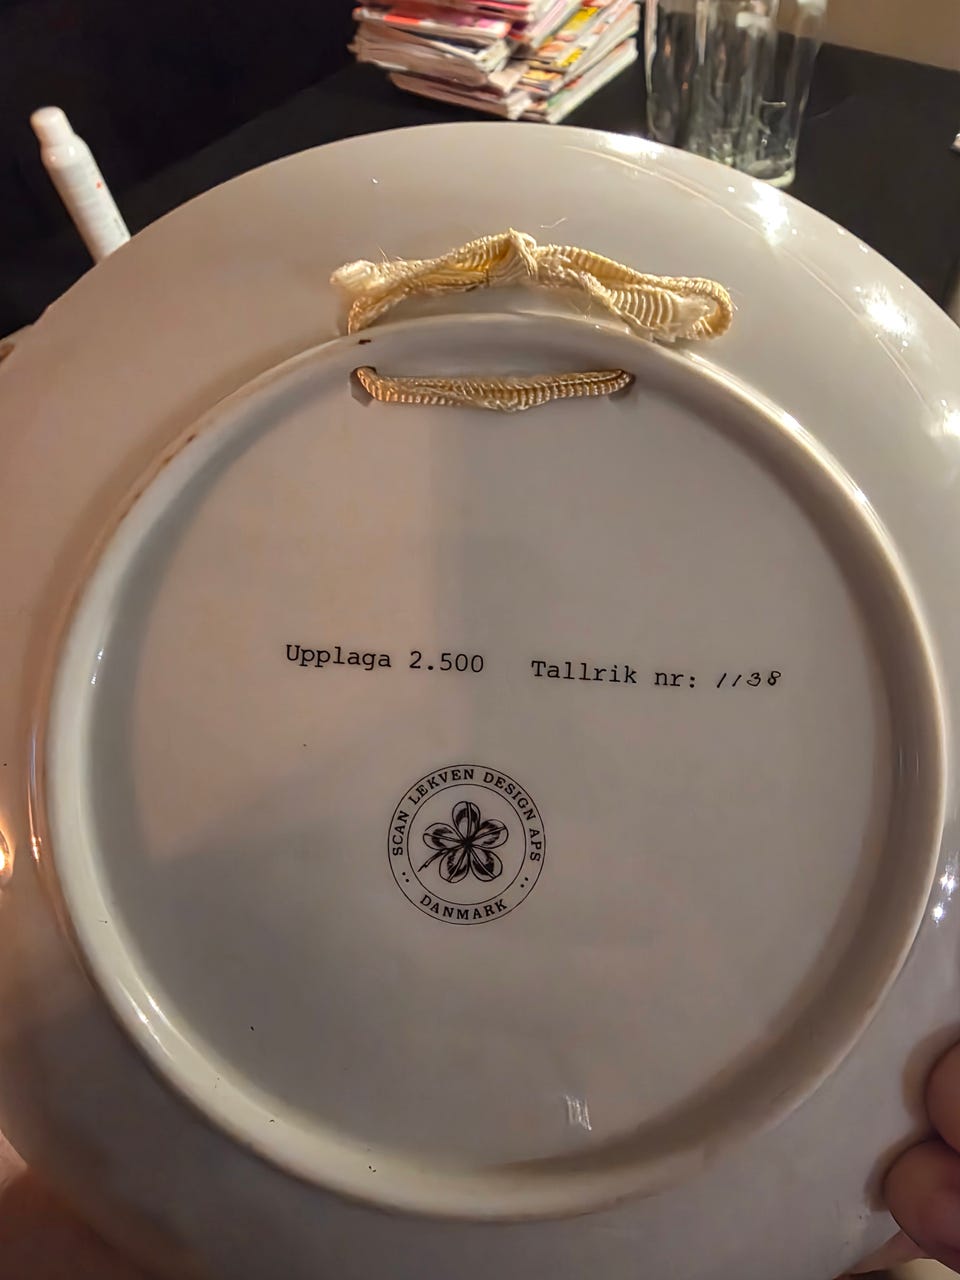 Upplaga 2.500 Tallrik nr: 1138
SCAN LEKVEN DESIGN APS
DANMARK